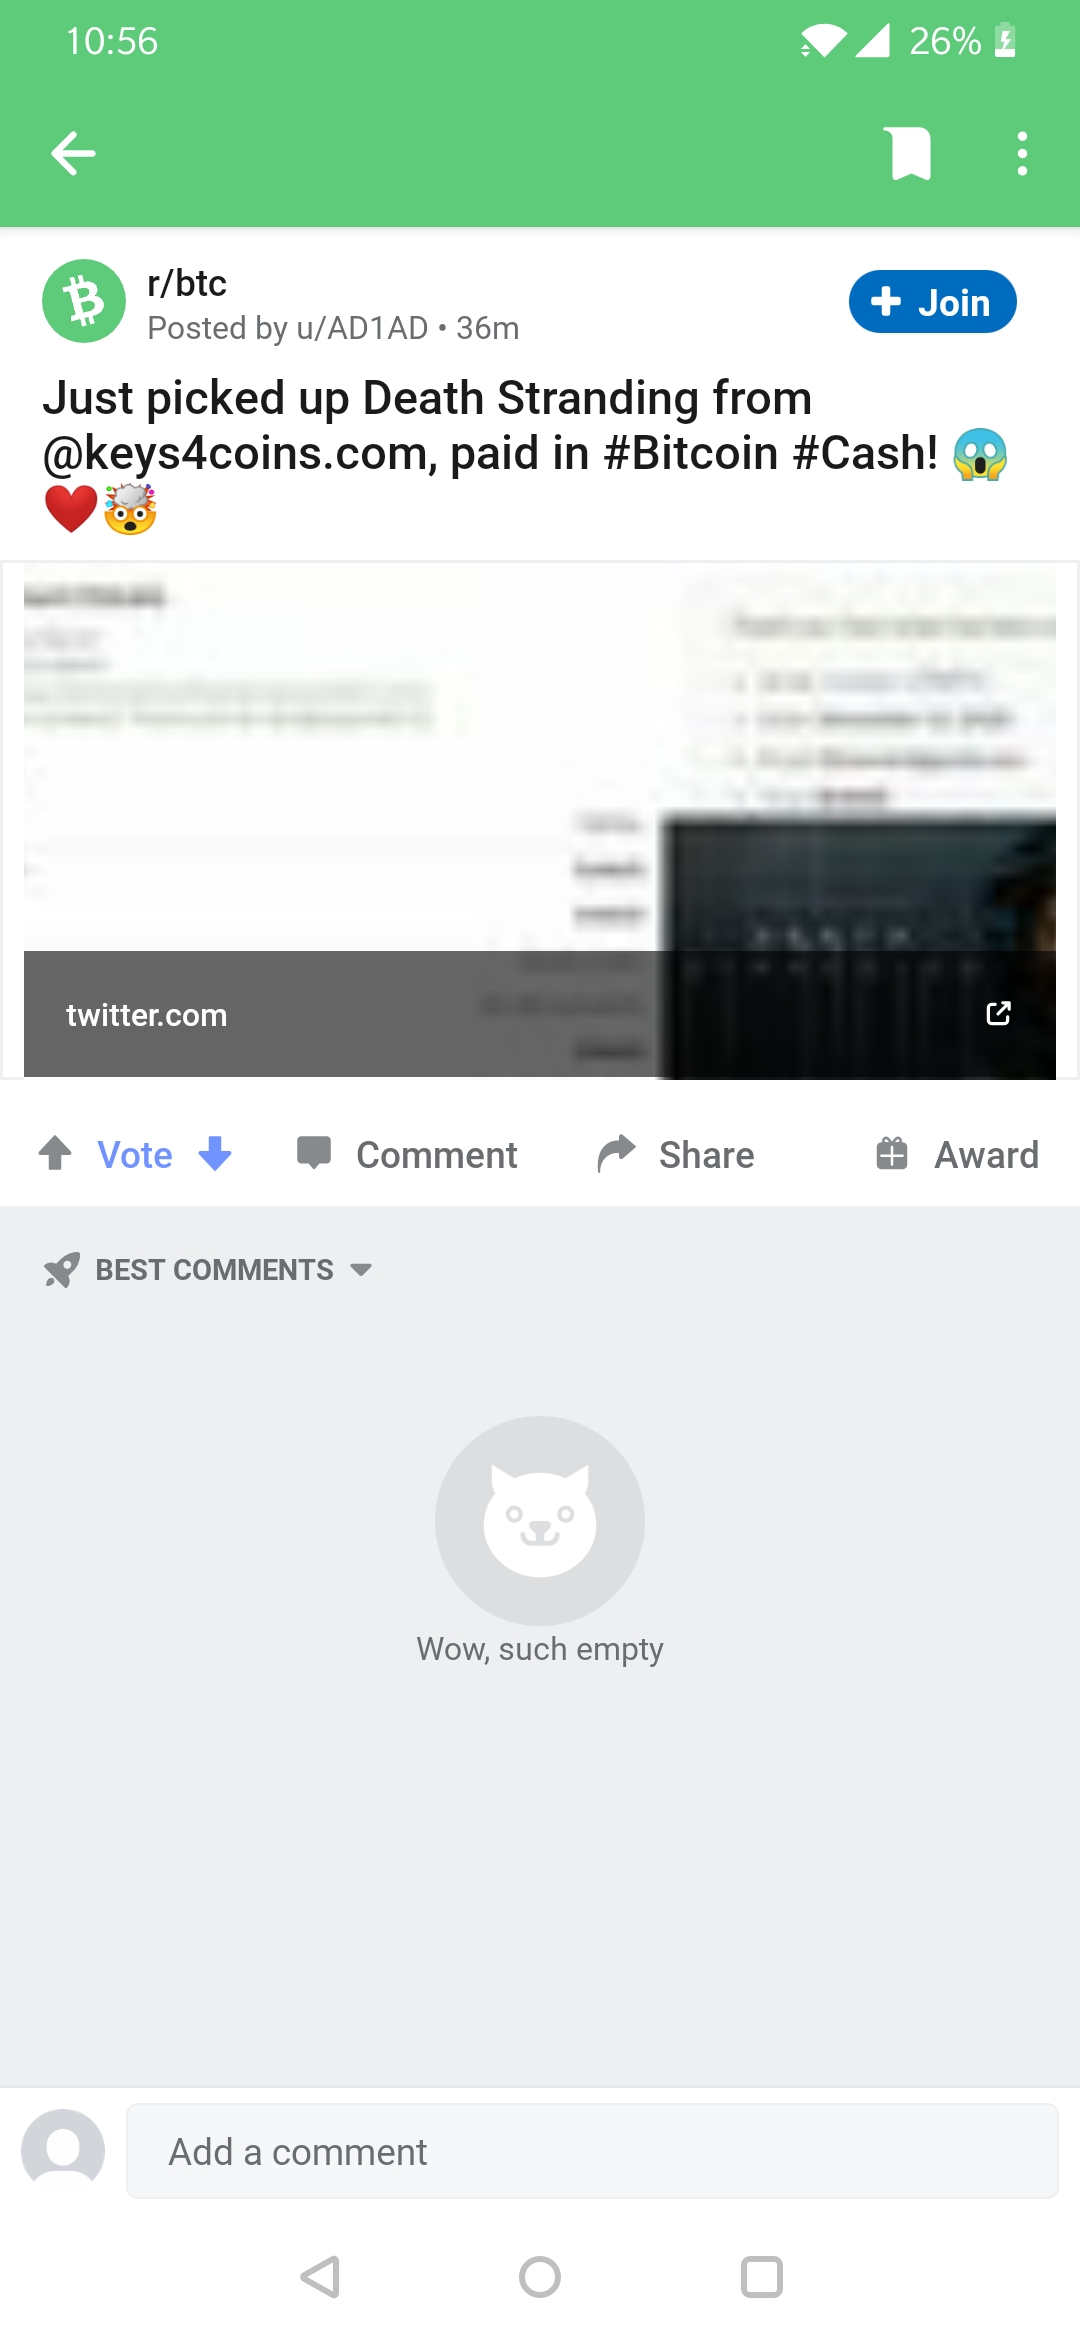 10:56
26%
r/btc
Posted by u/AD1AD • 36m
Join
Just picked up Death Stranding from
@keys4coins.com, paid in #Bitcoin #Cash! 😱
❤️🤯
twitter.com
Vote
Comment
Share
Award
BEST COMMENTS
Wow, such empty
Add a comment